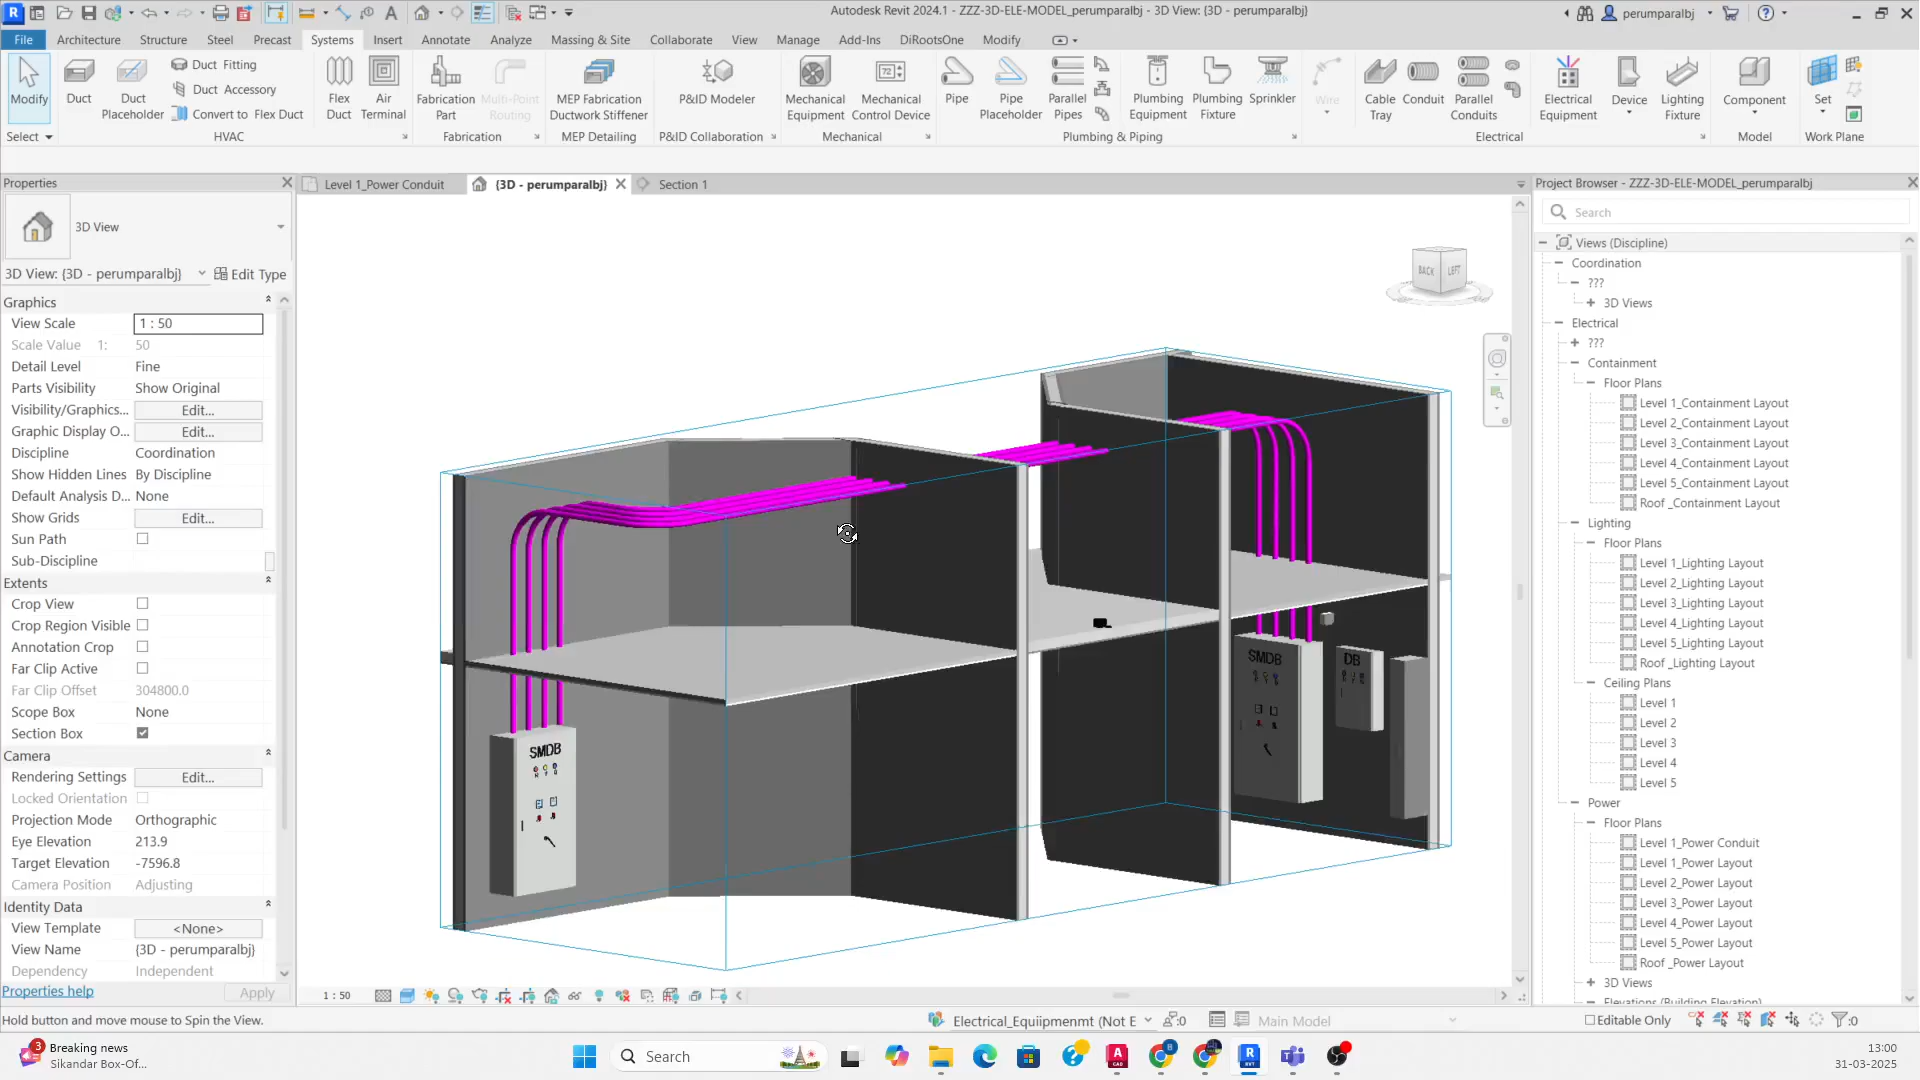 Autodesk Revit 2024.1 - ZZZ-3D-ELE-MODEL_perumparalbj - 3D View: {3D - perumparalbj}
perumparalbj
File Architecture Structure Steel Precast Systems Insert Annotate Analyze Massing & Site Collaborate View Manage Add-Ins DiRootsOne Modify
Modify
Duct
Duct Placeholder
Duct Fitting
Duct Accessory
Convert to Flex Duct
Flex Duct
Air Terminal
Fabrication Part
Multi-Point Routing
MEP Fabrication Ductwork Stiffener
P&ID Modeler
Mechanical Equipment
Mechanical Control Device
Pipe
Pipe Placeholder
Parallel Pipes
Plumbing Equipment
Plumbing Fixture
Sprinkler
Wire
Cable Tray
Conduit
Parallel Conduits
Electrical Equipment
Device
Lighting Fixture
Component
Set
Select
HVAC
Fabrication
MEP Detailing
P&ID Collaboration
Mechanical
Plumbing & Piping
Electrical
Model
Work Plane
Properties
3D View
3D View: {3D - perumparalbj} Edit Type
Graphics
View Scale 1 : 50
Scale Value 1: 50
Detail Level Fine
Parts Visibility Show Original
Visibility/Graphics... Edit...
Graphic Display O... Edit...
Discipline Coordination
Show Hidden Lines By Discipline
Default Analysis D... None
Show Grids Edit...
Sun Path
Sub-Discipline
Extents
Crop View
Crop Region Visible
Annotation Crop
Far Clip Active
Far Clip Offset 304800.0
Scope Box None
Section Box
Camera
Rendering Settings Edit...
Locked Orientation
Projection Mode Orthographic
Eye Elevation 213.9
Target Elevation -7596.8
Camera Position Adjusting
Identity Data
View Template <None>
View Name {3D - perumparalbj}
Dependency Independent
Properties help Apply
Level 1_Power Conduit
{3D - perumparalbj}
Section 1
BACK
LEFT
SMDB
SMDB
DB
1 : 50
Project Browser - ZZZ-3D-ELE-MODEL_perumparalbj
Search
Views (Discipline)
Coordination
???
3D Views
Electrical
???
Containment
Floor Plans
Level 1_Containment Layout
Level 2_Containment Layout
Level 3_Containment Layout
Level 4_Containment Layout
Level 5_Containment Layout
Roof _Containment Layout
Lighting
Floor Plans
Level 1_Lighting Layout
Level 2_Lighting Layout
Level 3_Lighting Layout
Level 4_Lighting Layout
Level 5_Lighting Layout
Roof _Lighting Layout
Ceiling Plans
Level 1
Level 2
Level 3
Level 4
Level 5
Power
Floor Plans
Level 1_Power Conduit
Level 1_Power Layout
Level 2_Power Layout
Level 3_Power Layout
Level 4_Power Layout
Level 5_Power Layout
Roof _Power Layout
3D Views
Elevations (Building Elevation)
Hold button and move mouse to Spin the View.
Electrical_Equiipmenmt (Not E
:0
Main Model
Editable Only
:0
3
Breaking news
Sikandar Box-Of...
Search
13:00
31-03-2025